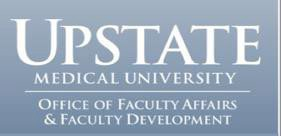 UPSTATE
MEDICAL UNIVERSITY
OFFICE OF FACULTY AFFAIRS
& FACULTY DEVELOPMENT